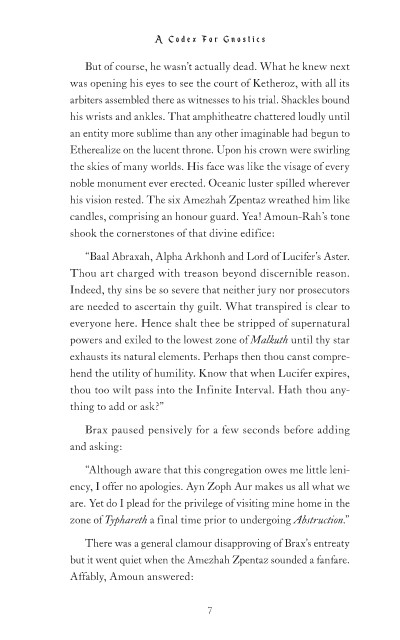 A Codex For Gnostics
But of course, he wasn't actually dead. What he knew next
was opening his eyes to see the court of Ketheroz, with all its
arbiters assembled there as witnesses to his trial. Shackles bound
his wrists and ankles. That amphitheatre chattered loudly until
an entity more sublime than any other imaginable had begun to
Etherealize on the lucent throne. Upon his crown were swirling
the skies of many worlds. His face was like the visage of every
noble monument ever erected. Oceanic luster spilled wherever
his vision rested. The six Amezhah Zpentaz wreathed him like
candles, comprising an honour guard. Yea! Amoun-Rah's tone
shook the cornerstones of that divine edifice:
"Baal Abraxah, Alpha Arkhonh and Lord of Lucifer's Aster.
Thou art charged with treason beyond discernible reason.
Indeed, thy sins be so severe that neither jury nor prosecutors
are needed to ascertain thy guilt. What transpired is clear to
everyone here. Hence shalt thee be stripped of supernatural
powers and exiled to the lowest zone of Malkuth until thy star
exhausts its natural elements. Perhaps then thou canst compre-
hend the utility of humility. Know that when Lucifer expires,
thou too wilt pass into the Infinite Interval. Hath thou any-
thing to add or ask?"
Brax paused pensively for a few seconds before adding
and asking:
"Although aware that this congregation owes me little leni-
ency, I offer no apologies. Ayn Zoph Aur makes us all what we
are. Yet do I plead for the privilege of visiting mine home in the
zone of Typhareth a final time prior to undergoing Abstruction."
There was a general clamour disapproving of Brax's entreaty
but it went quiet when the Amezhah Zpentaz sounded a fanfare.
Affably, Amoun answered:
7